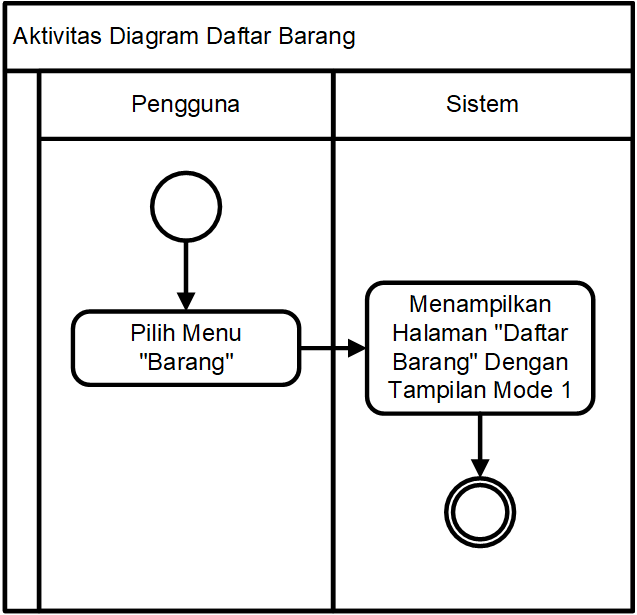 Aktivitas Diagram Daftar Barang
Pengguna
Sistem
Pilih Menu
"Barang"
Menampilkan
Halaman "Daftar
Barang" Dengan
Tampilan Mode 1